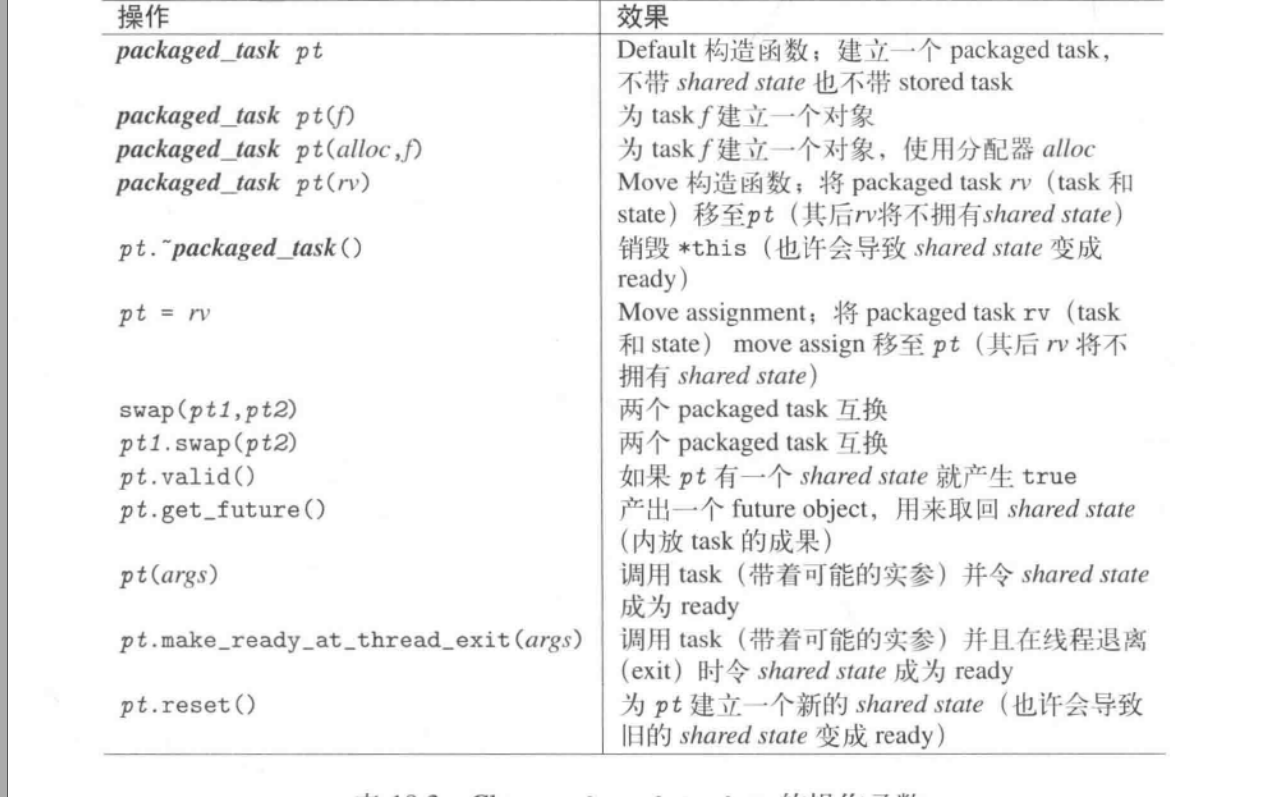 操作 效果
packaged_task pt Default 构造函数；建立一个 packaged task，
不带 shared state 也不带 stored task
packaged_task pt(f) 为 task f 建立一个对象
packaged_task pt(alloc,f) 为 task f 建立一个对象，使用分配器 alloc
packaged_task pt(rv) Move 构造函数；将 packaged task rv（task 和
state）移至pt（其后rv将不拥有shared state）
pt.~packaged_task() 销毁 *this（也许会导致 shared state 变成
ready）
pt = rv Move assignment；将 packaged task rv（task
和 state） move assign 移至 pt（其后 rv 将不
拥有 shared state）
swap(pt1,pt2) 两个 packaged task 互换
pt1.swap(pt2) 两个 packaged task 互换
pt.valid() 如果 pt 有一个 shared state 就产生 true
pt.get_future() 产出一个 future object，用来取回 shared state
（内放 task 的成果）
pt(args) 调用 task（带着可能的实参）并令 shared state
成为 ready
pt.make_ready_at_thread_exit(args) 调用 task（带着可能的实参）并且在线程退离
（exit）时令 shared state 成为 ready
pt.reset() 为 pt 建立一个新的 shared state（也许会导致
旧的 shared state 变成 ready）